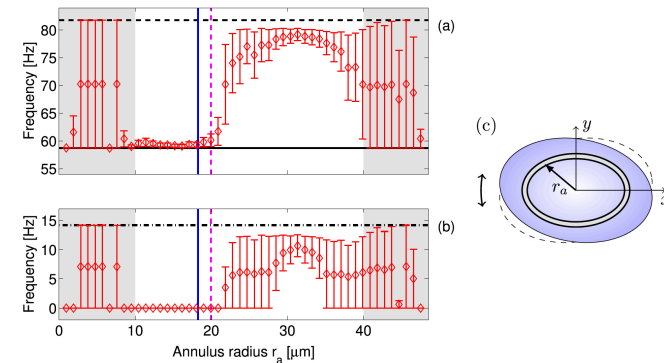 (a)
Frequency [Hz]
80
75
70
65
60
55
(b)
Frequency [Hz]
15
10
5
0
0 10 20 30 40
Annulus radius r_a [μm]
(c)
y
r_a
x